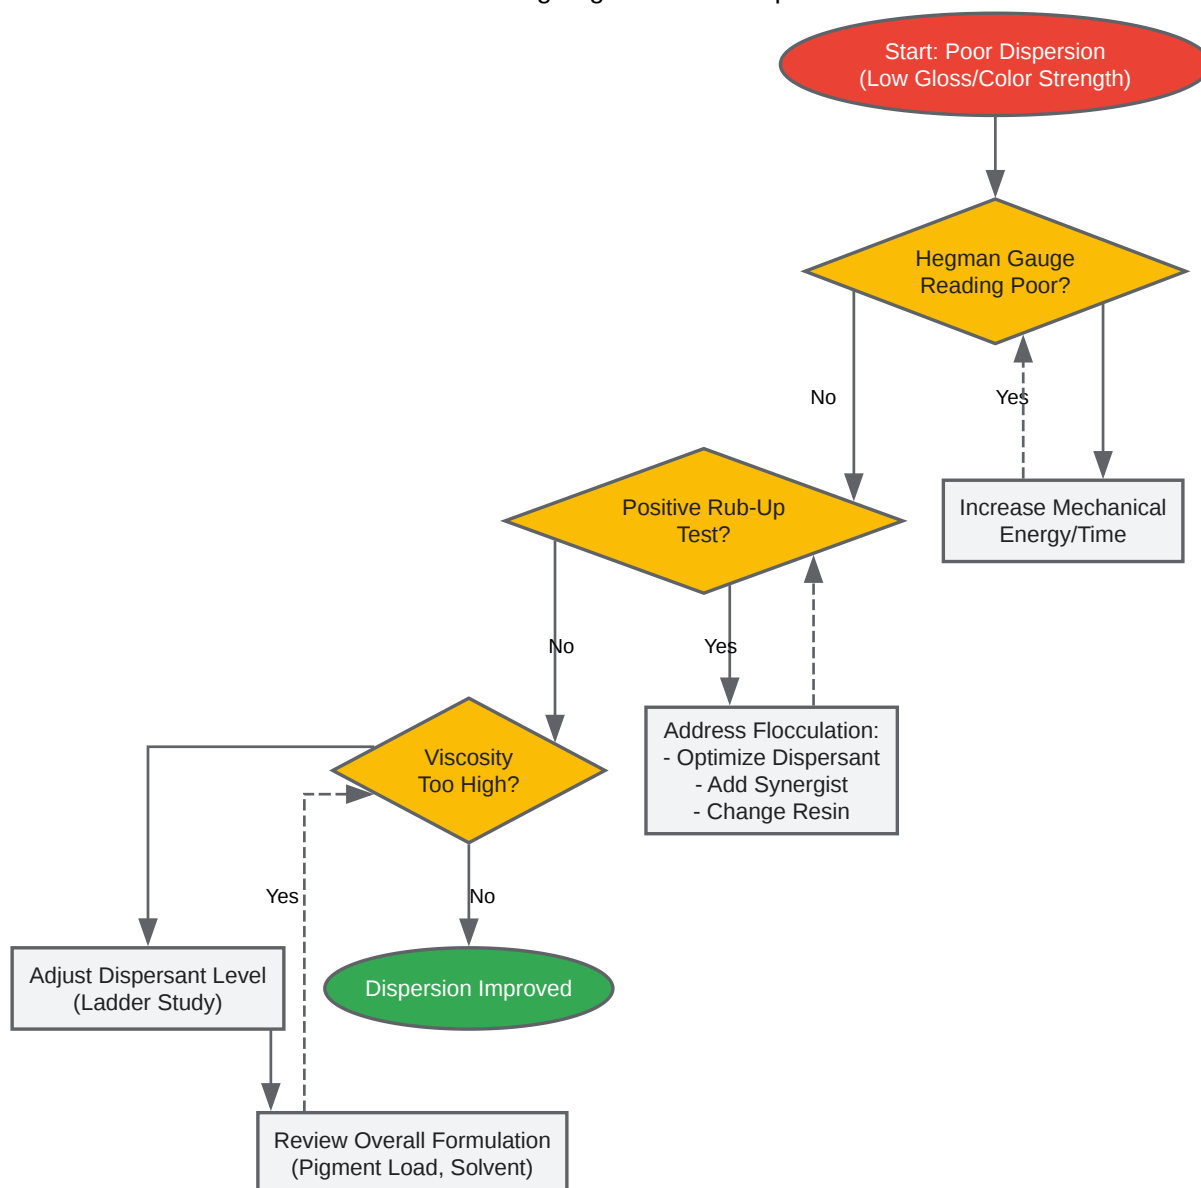 Start: Poor Dispersion
(Low Gloss/Color Strength)
Hegman Gauge
Reading Poor?
No
Yes
Positive Rub-Up
Test?
Increase Mechanical
Energy/Time
No
Yes
Address Flocculation:
- Optimize Dispersant
- Add Synergist
- Change Resin
Viscosity
Too High?
Yes
No
Adjust Dispersant Level
(Ladder Study)
Dispersion Improved
Review Overall Formulation
(Pigment Load, Solvent)